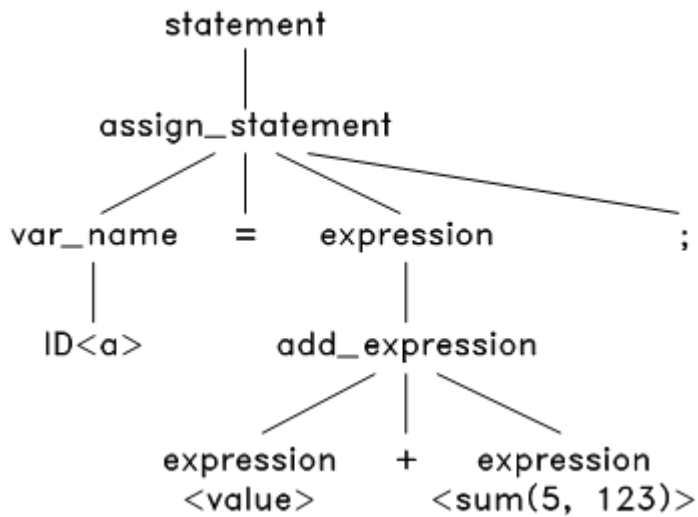 statement
assign_statement
var_name = expression ;
ID<a> add_expression
expression + expression
<value> <sum(5, 123)>